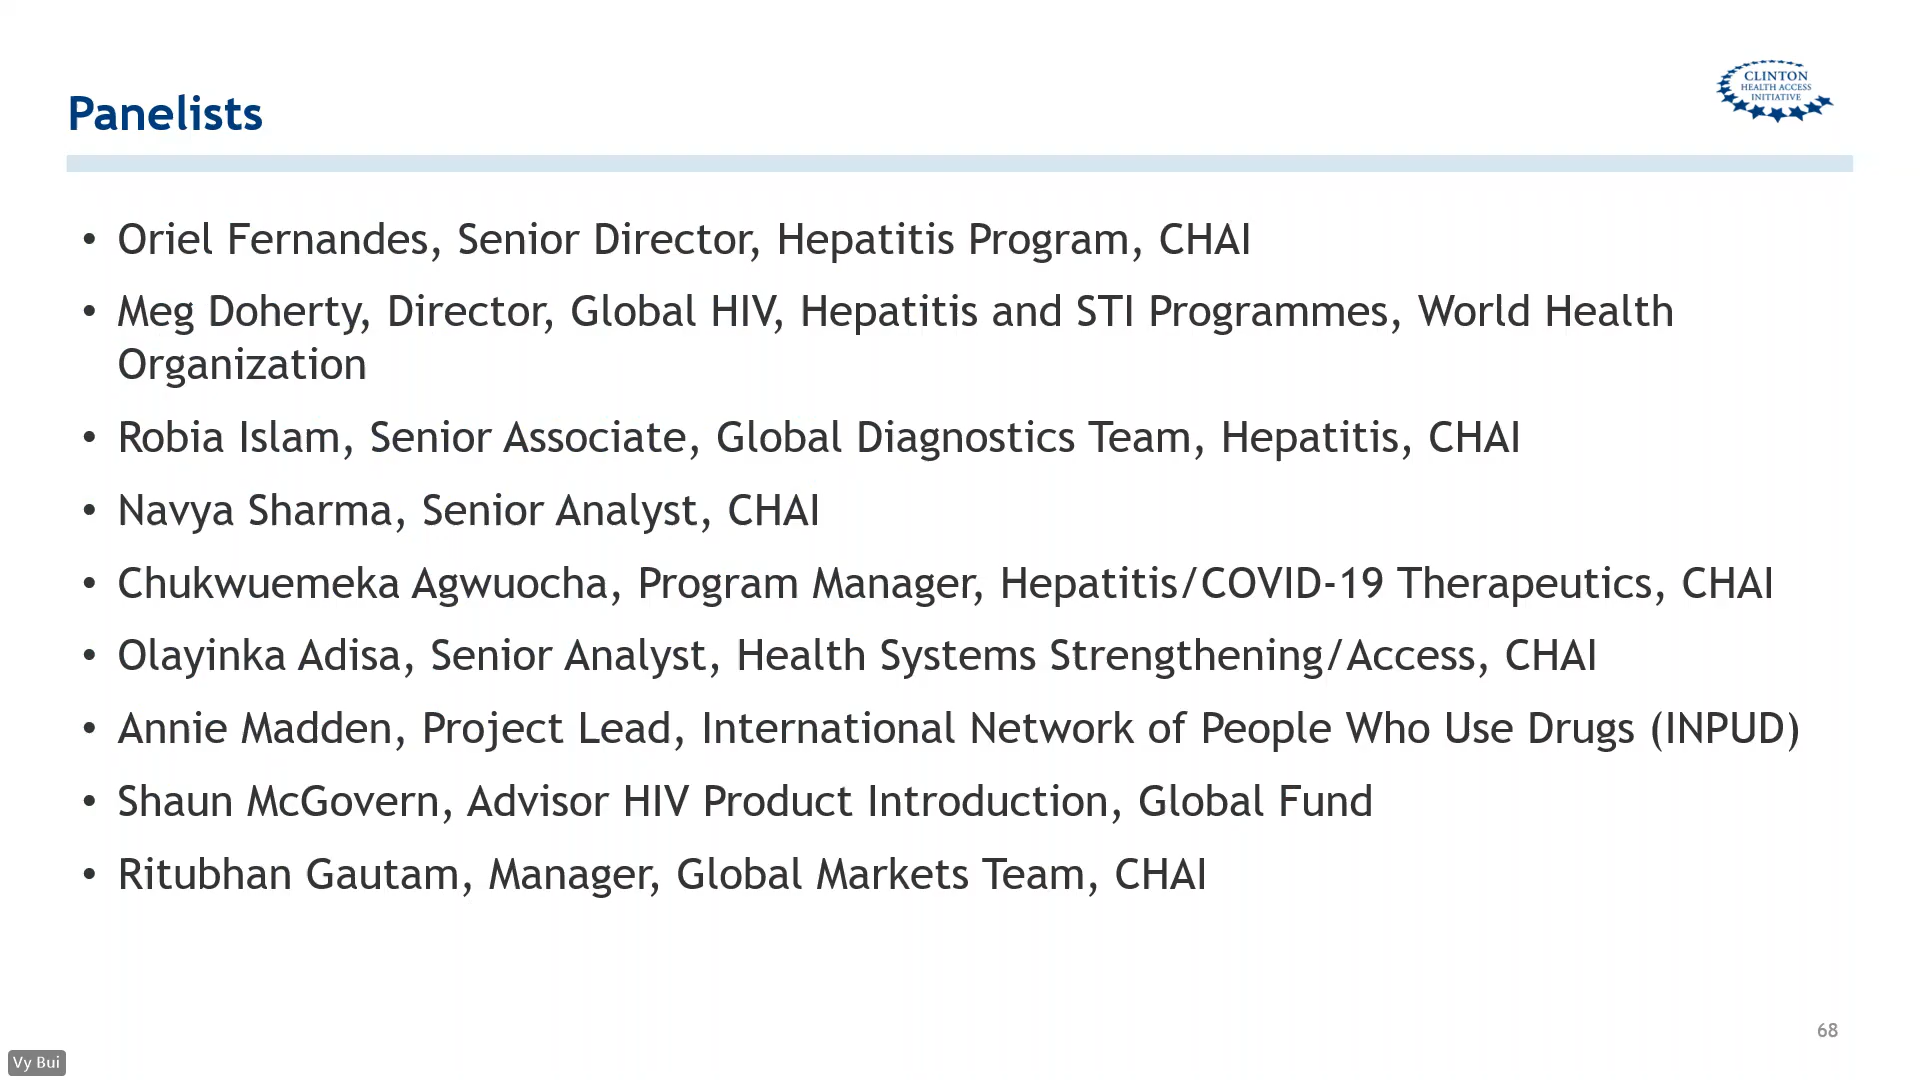 CLINTON
HEALTH ACCESS
INITIATIVE
Panelists
• Oriel Fernandes, Senior Director, Hepatitis Program, CHAI
• Meg Doherty, Director, Global HIV, Hepatitis and STI Programmes, World Health
Organization
• Robia Islam, Senior Associate, Global Diagnostics Team, Hepatitis, CHAI
• Navya Sharma, Senior Analyst, CHAI
• Chukwuemeka Agwuocha, Program Manager, Hepatitis/COVID-19 Therapeutics, CHAI
• Olayinka Adisa, Senior Analyst, Health Systems Strengthening/Access, CHAI
• Annie Madden, Project Lead, International Network of People Who Use Drugs (INPUD)
• Shaun McGovern, Advisor HIV Product Introduction, Global Fund
• Ritubhan Gautam, Manager, Global Markets Team, CHAI
68
Vy Bui